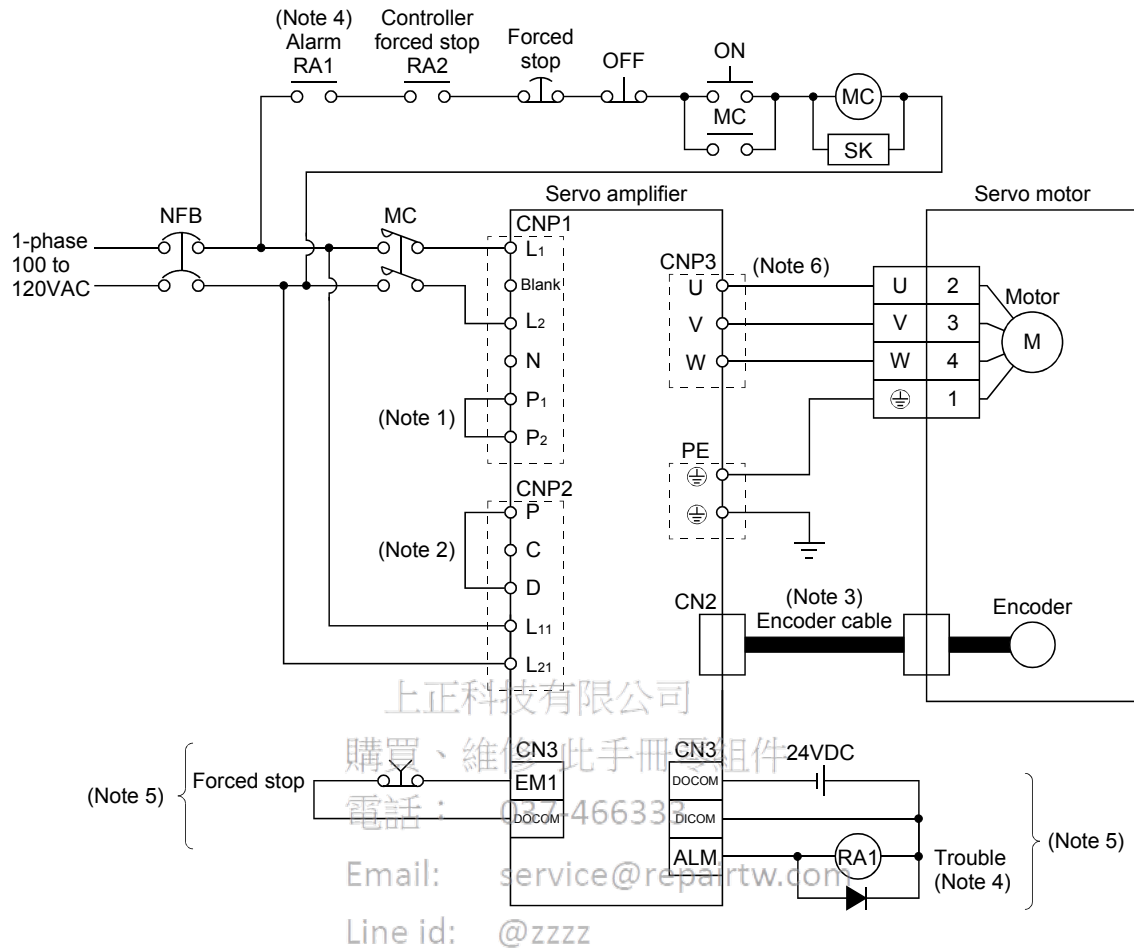 (Note 4)
Alarm
RA1
Controller
forced stop
RA2
Forced
stop
OFF
ON
MC
MC
SK
Servo amplifier
Servo motor
NFB
MC
1-phase
100 to
120VAC
CNP1
L1
Blank
L2
N
P1
P2
(Note 1)
CNP2
P
C
D
L11
L21
(Note 2)
CNP3
U
V
W
(Note 6)
U 2
V 3
W 4
1
Motor
M
PE
CN2
(Note 3)
Encoder cable
Encoder
上正科技有限公司
購買、維修 此手冊零組件
電話： 037-466333
Email: service@repairtw.com
Line id: @zzzz
(Note 5)
Forced stop
CN3
EM1
DOCOM
CN3
DOCOM
DICOM
ALM
24VDC
RA1
Trouble
(Note 4)
(Note 5)